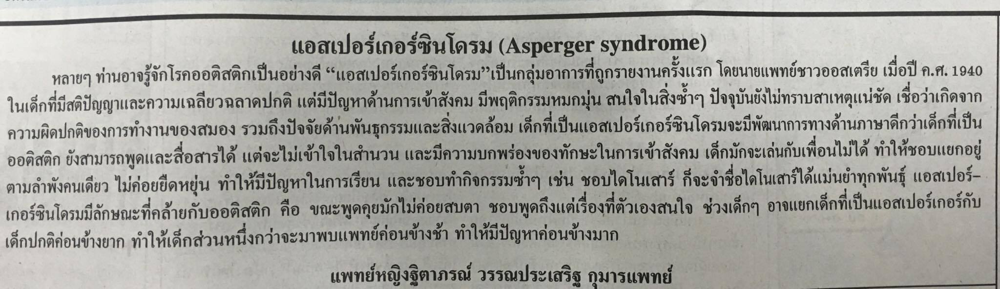 แอสเปอร์เกอร์ซินโดรม (Asperger syndrome)
หลายๆ ท่านอาจรู้จักโรคออติสติกเป็นอย่างดี “แอสเปอร์เกอร์ซินโดรม”เป็นกลุ่มอาการที่ถูกรายงานครั้งแรก โดยนายแพทย์ชาวออสเตรีย เมื่อปี ค.ศ. 1940
ในเด็กที่มีสติปัญญาและความเฉลียวฉลาดปกติ แต่มีปัญหาด้านการเข้าสังคม มีพฤติกรรมหมกมุ่น สนใจในสิ่งซ้ำๆ ปัจจุบันยังไม่ทราบสาเหตุแน่ชัด เชื่อว่าเกิดจาก
ความผิดปกติของการทำงานของสมอง รวมถึงปัจจัยด้านพันธุกรรมและสิ่งแวดล้อม เด็กที่เป็นแอสเปอร์เกอร์ซินโดรมจะมีพัฒนาการทางด้านภาษาดีกว่าเด็กที่เป็น
ออติสติก ยังสามารถพูดและสื่อสารได้ แต่จะไม่เข้าใจในสำนวน และมีความบกพร่องของทักษะในการเข้าสังคม เด็กมักจะเล่นกับเพื่อนไม่ได้ ทำให้ชอบแยกอยู่
ตามลำพังคนเดียว ไม่ค่อยยืดหยุ่น ทำให้มีปัญหาในการเรียน และชอบทำกิจกรรมซ้ำๆ เช่น ชอบไดโนเสาร์ ก็จะจำชื่อไดโนเสาร์ได้แม่นยำทุกพันธุ์ แอสเปอร์-
เกอร์ซินโดรมมีลักษณะที่คล้ายกับออติสติก คือ ขณะพูดคุยมักไม่ค่อยสบตา ชอบพูดถึงแต่เรื่องที่ตัวเองสนใจ ช่วงเด็กๆ อาจแยกเด็กที่เป็นแอสเปอร์เกอร์กับ
เด็กปกติค่อนข้างยาก ทำให้เด็กส่วนหนึ่งกว่าจะมาพบแพทย์ค่อนข้างช้า ทำให้มีปัญหาค่อนข้างมาก
แพทย์หญิงฐิตาภรณ์ วรรณประเสริฐ กุมารแพทย์